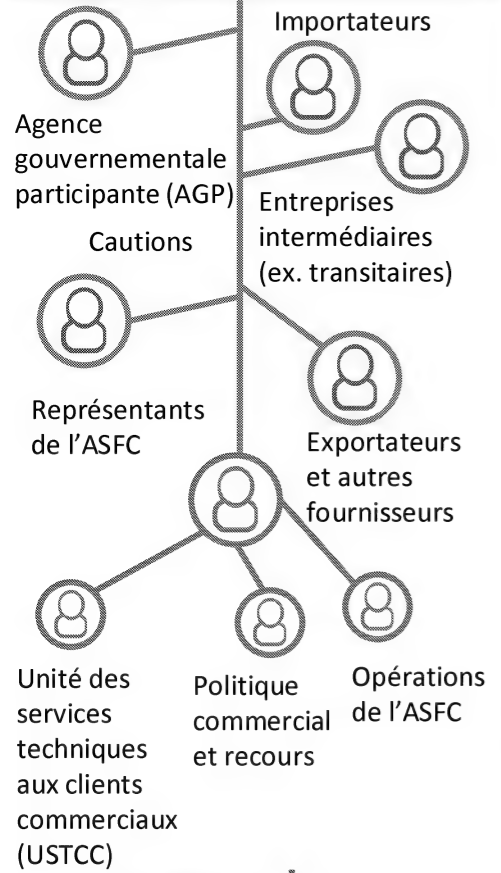 Importateurs
Agence
gouvernementale
participante (AGP)
Entreprises
intermédiaires
(ex. transitaires)
Cautions
Représentants
de l'ASFC
Exportateurs
et autres
fournisseurs
Unité des
services
techniques
aux clients
commerciaux
(USTCC)
Politique
commercial
et recours
Opérations
de l'ASFC